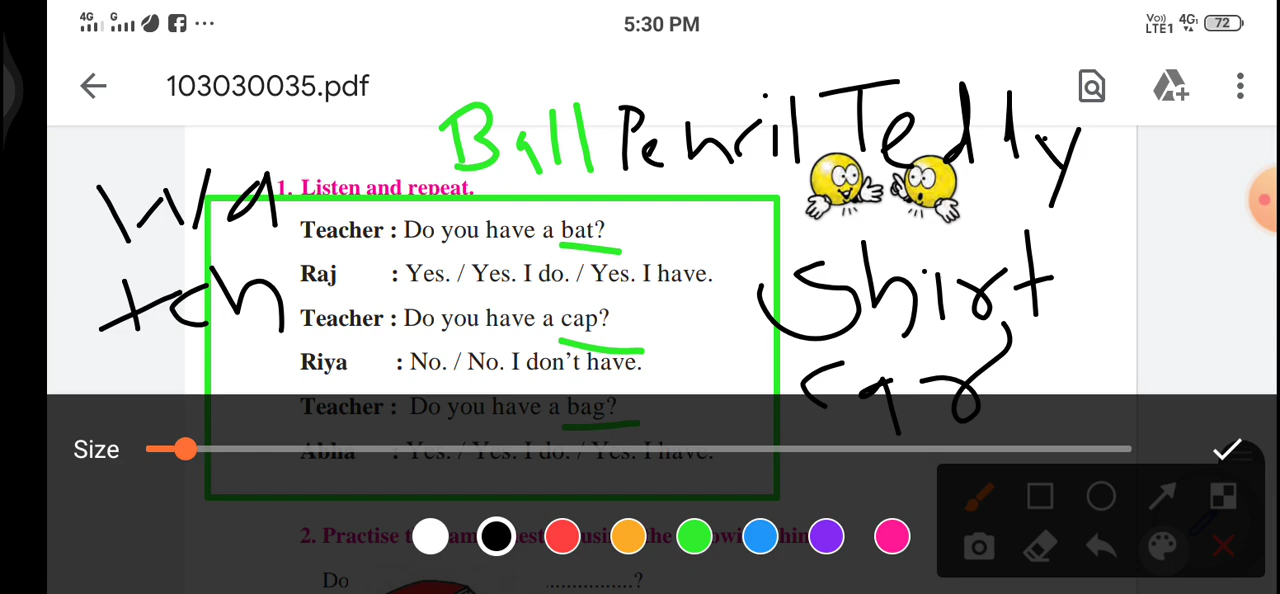 4G G ... 5:30 PM Vo)) LTE1 4G 72
103030035.pdf
Ball Pencil Teddy
1. Listen and repeat.
Wa
tch
Teacher : Do you have a bat?
Raj : Yes. / Yes. I do. / Yes. I have.
Teacher : Do you have a cap?
Riya : No. / No. I don't have.
Teacher : Do you have a bag?
Abha : Yes. / Yes. I do. / Yes. I have.
Shirt
car
Size
2. Practise
Do ................?